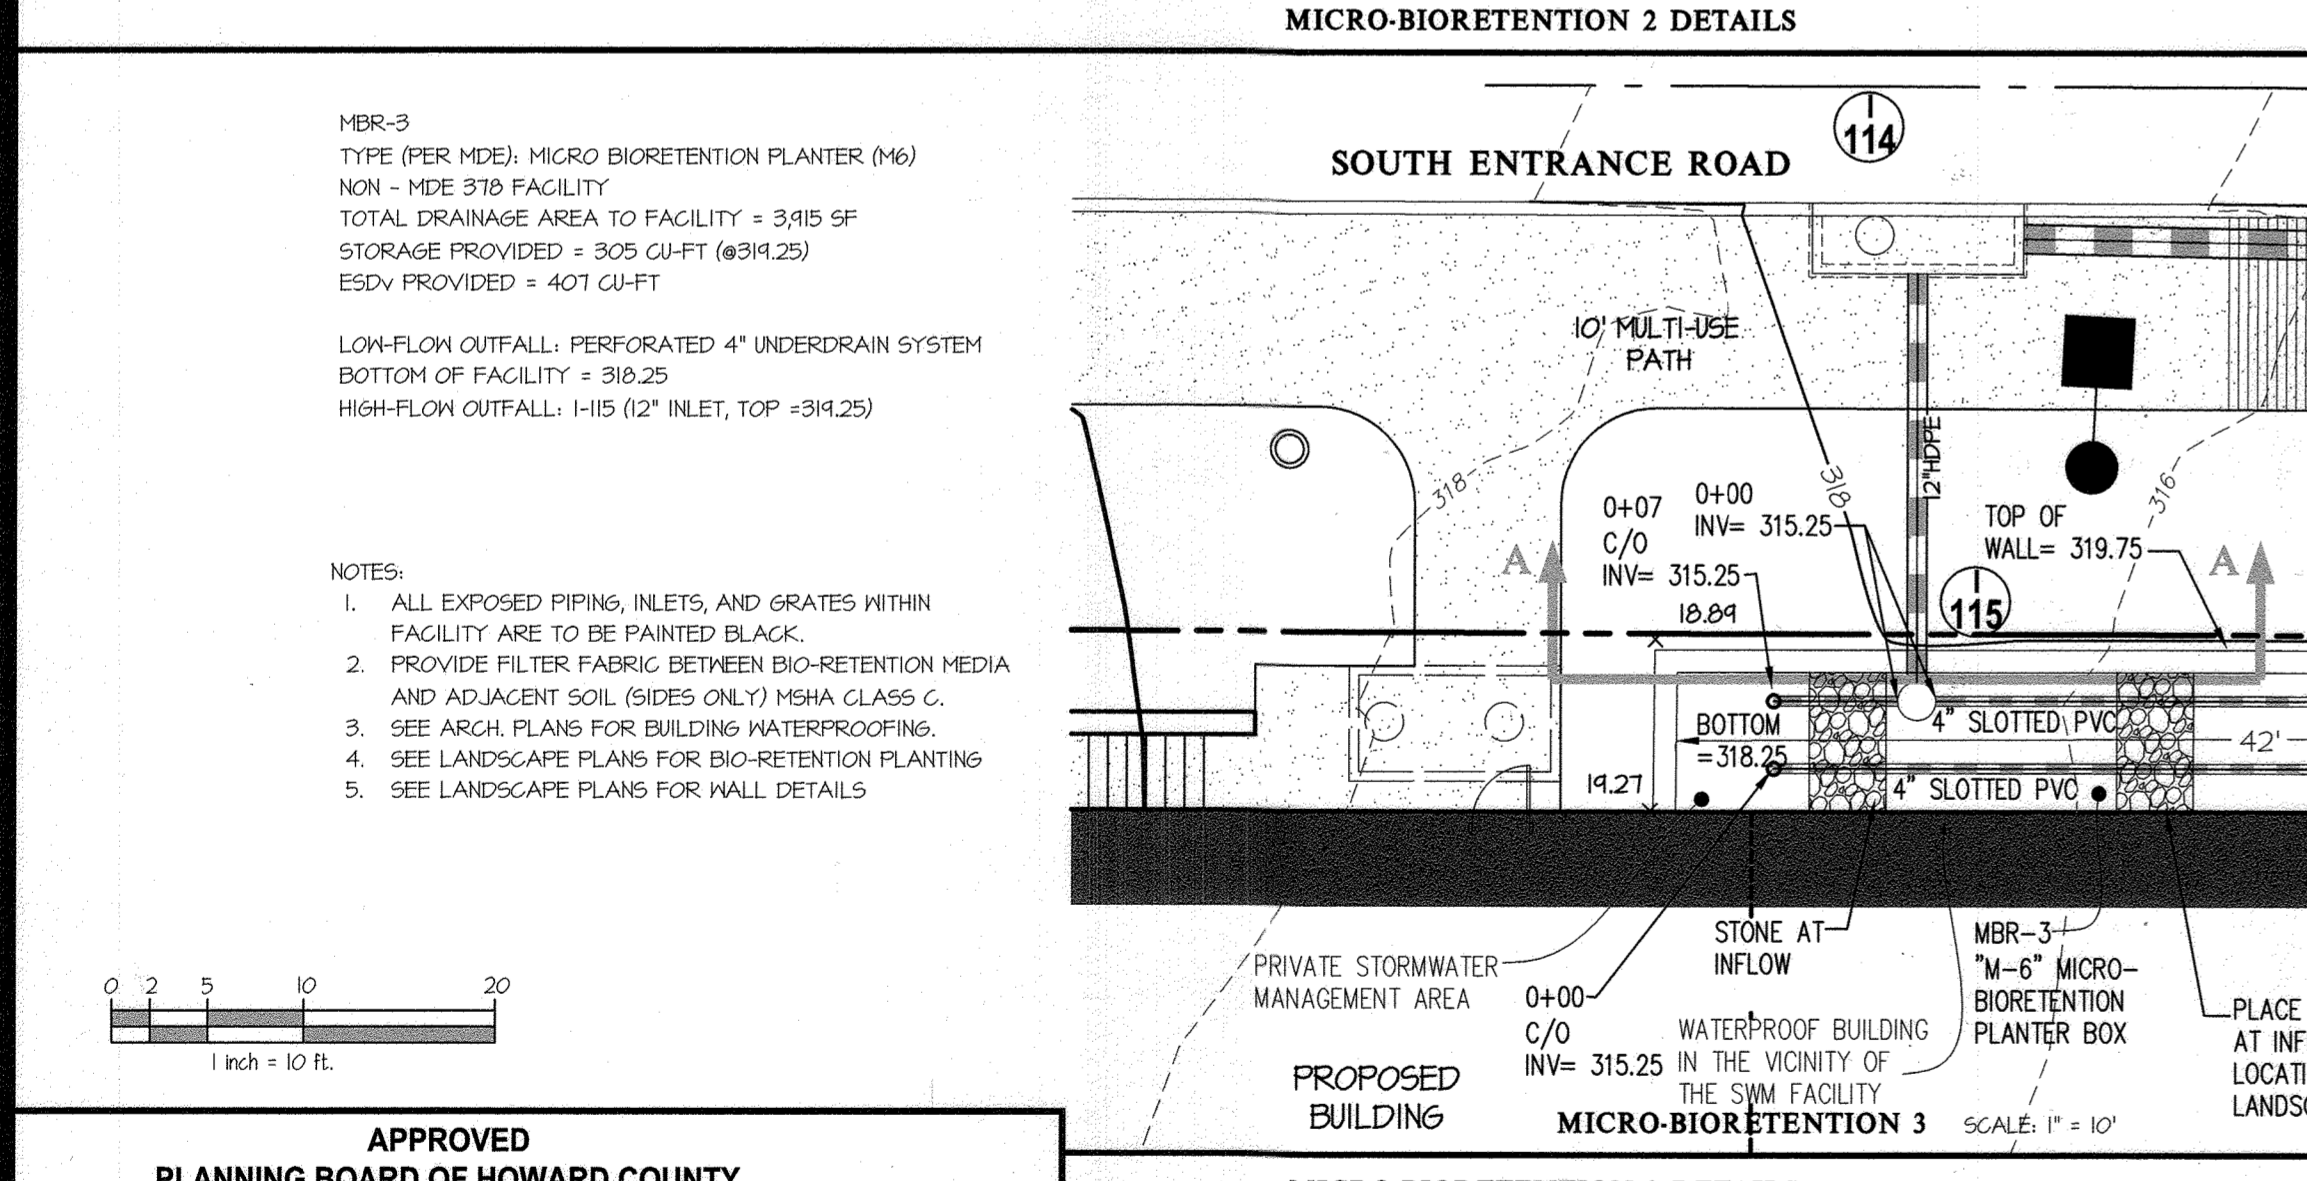 MICRO-BIORETENTION 2 DETAILS
MBR-3
TYPE (PER MDE): MICRO BIORETENTION PLANTER (M6)
NON - MDE 378 FACILITY
TOTAL DRAINAGE AREA TO FACILITY = 3,915 SF
STORAGE PROVIDED = 305 CU-FT (@319.25)
ESDv PROVIDED = 407 CU-FT
LOW-FLOW OUTFALL: PERFORATED 4" UNDERDRAIN SYSTEM
BOTTOM OF FACILITY = 318.25
HIGH-FLOW OUTFALL: I-115 (12" INLET, TOP =319.25)
NOTES:
1. ALL EXPOSED PIPING, INLETS, AND GRATES WITHIN
FACILITY ARE TO BE PAINTED BLACK.
2. PROVIDE FILTER FABRIC BETWEEN BIO-RETENTION MEDIA
AND ADJACENT SOIL (SIDES ONLY) MSHA CLASS C.
3. SEE ARCH. PLANS FOR BUILDING WATERPROOFING.
4. SEE LANDSCAPE PLANS FOR BIO-RETENTION PLANTING
5. SEE LANDSCAPE PLANS FOR WALL DETAILS
0 2 5 10 20
1 inch = 10 ft.
APPROVED
PLANNING BOARD OF HOWARD COUNTY
SOUTH ENTRANCE ROAD
I
114
10' MULTI-USE
PATH
318
318
12"HDPE
316
0+07
C/O
INV= 315.25
0+00
INV= 315.25
TOP OF
WALL= 319.75
A
A
I
115
18.89
BOTTOM
=318.25
4" SLOTTED PVC
42'
19.27
4" SLOTTED PVC
PRIVATE STORMWATER
MANAGEMENT AREA
STONE AT
INFLOW
0+00
C/O
INV= 315.25
WATERPROOF BUILDING
IN THE VICINITY OF
THE SWM FACILITY
MBR-3
"M-6" MICRO-
BIORETENTION
PLANTER BOX
PLACE
AT INF
LOCATI
LANDS
PROPOSED
BUILDING
MICRO-BIORETENTION 3
SCALE: 1" = 10'